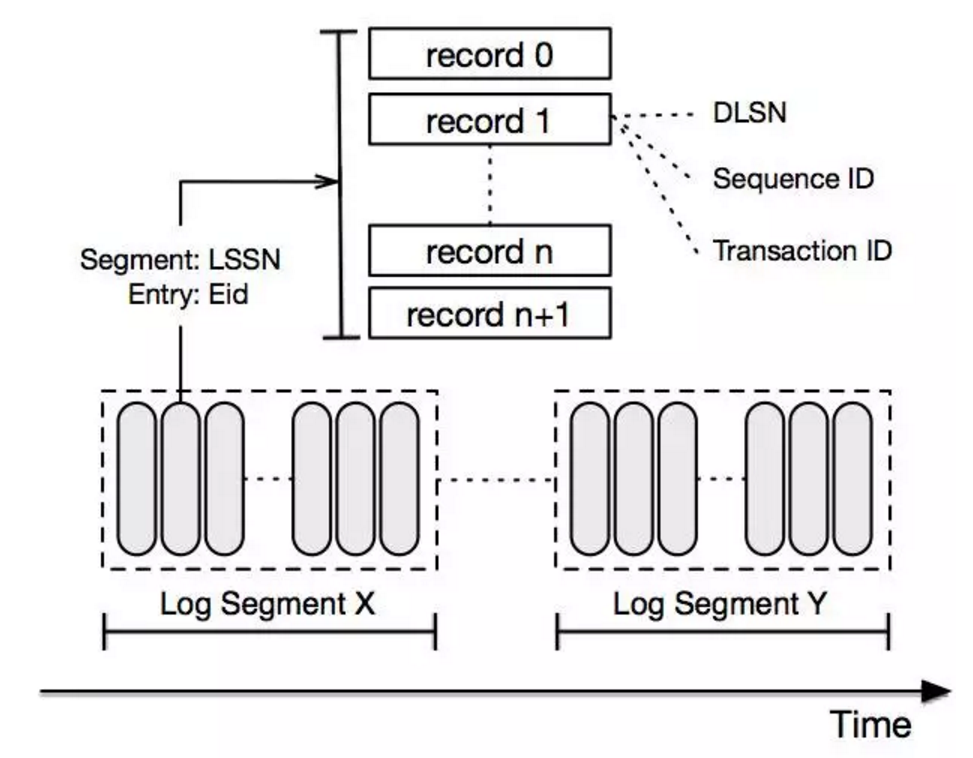 record 0
record 1
DLSN
Sequence ID
Transaction ID
record n
record n+1
Segment: LSSN
Entry: Eid
Log Segment X
Log Segment Y
Time